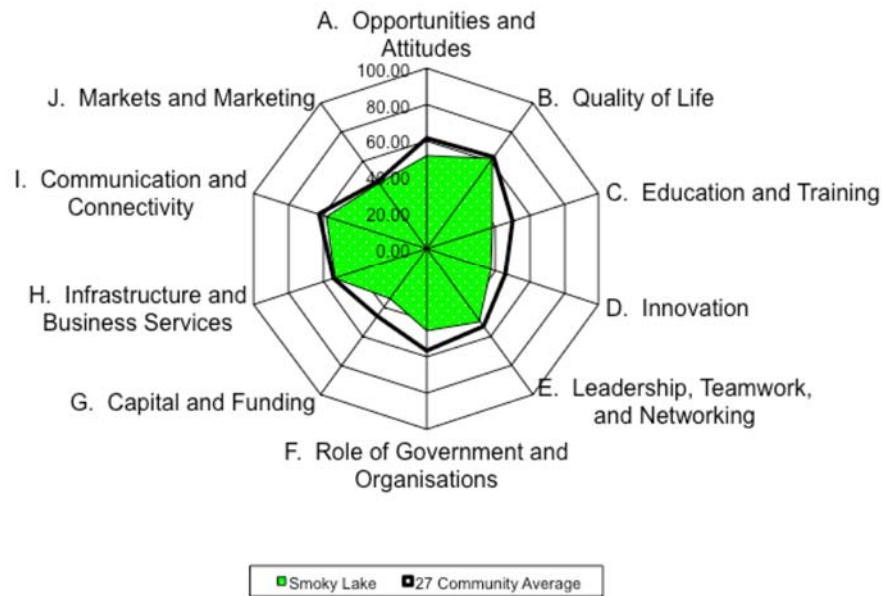 A. Opportunities and
Attitudes
100.00
J. Markets and Marketing
80.00
B. Quality of Life
60.00
40.00
I. Communication and
Connectivity
C. Education and Training
20.00
0.00
H. Infrastructure and
Business Services
D. Innovation
G. Capital and Funding
E. Leadership, Teamwork,
and Networking
F. Role of Government and
Organisations
Smoky Lake 27 Community Average